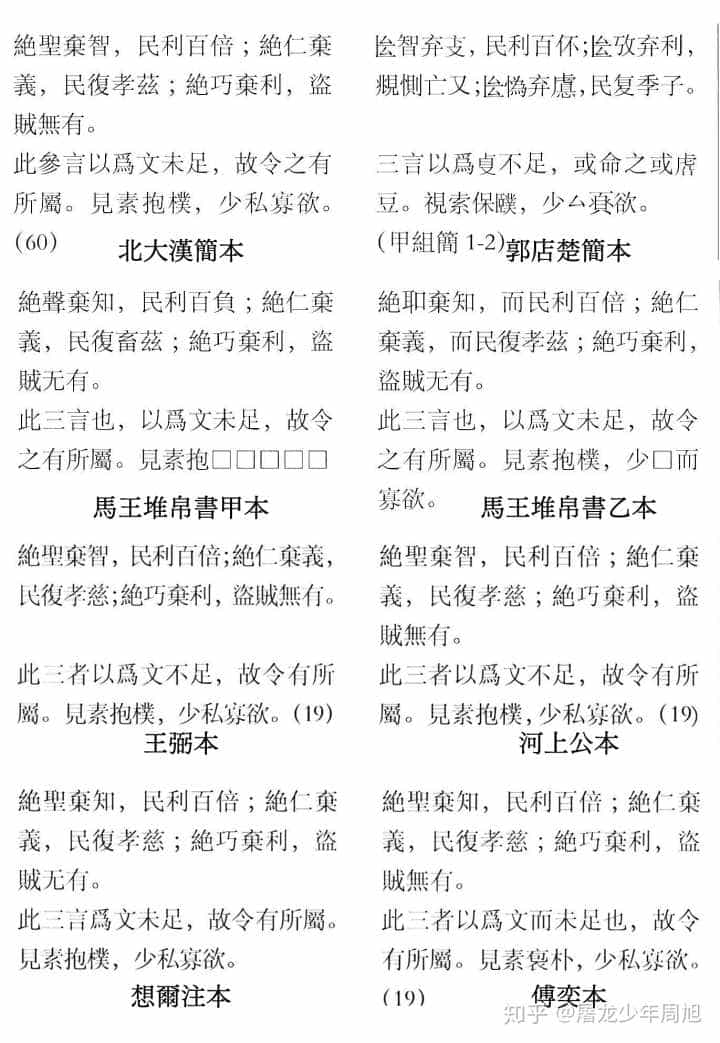 絶聖棄智，民利百倍；絶仁棄
義，民復孝茲；絶巧棄利，盜
賊無有。
此參言以爲文未足，故令之有
所屬。見素抱樸，少私寡欲。
(60)
北大漢簡本
智弃，民利百伓;攷弃利，
惻亡又;弃，民复季子。
三言以爲不足，或命之或虖
豆。視索保，少厶欲。
(甲組簡 1-2)
郭店楚簡本
絶聲棄知，民利百負；絶仁棄
義，民復畜茲；絶巧棄利，盜
賊无有。
此三言也，以爲文未足，故令
之有所屬。見素抱□□□□□
馬王堆帛書甲本
絶䎳棄知，而民利百倍；絶仁
棄義，而民復孝茲；絶巧棄利，
盜賊无有。
此三言也，以爲文未足，故令
之有所屬。見素抱樸，少□而
寡欲。
馬王堆帛書乙本
絶聖棄智，民利百倍;絶仁棄義，
民復孝慈;絶巧棄利，盜賊無有。
此三者以爲文不足，故令有所
屬。見素抱樸，少私寡欲。(19)
王弼本
絶聖棄智，民利百倍；絶仁棄
義，民復孝慈；絶巧棄利，盜
賊無有。
此三者以爲文不足，故令有所
屬。見素抱樸，少私寡欲。(19)
河上公本
絶聖棄知，民利百倍；絶仁棄
義，民復孝慈；絶巧棄利，盜
賊无有。
此三言爲文未足，故令有所屬。
見素抱樸，少私寡欲。
想爾注本
絶聖棄知，民利百倍；絶仁棄
義，民復孝慈；絶巧棄利，盜
賊無有。
此三者以爲文而未足也，故令
有所屬。見素裛朴，少私寡欲。
(19)
傅奕本
知乎 @屠龙少年周旭